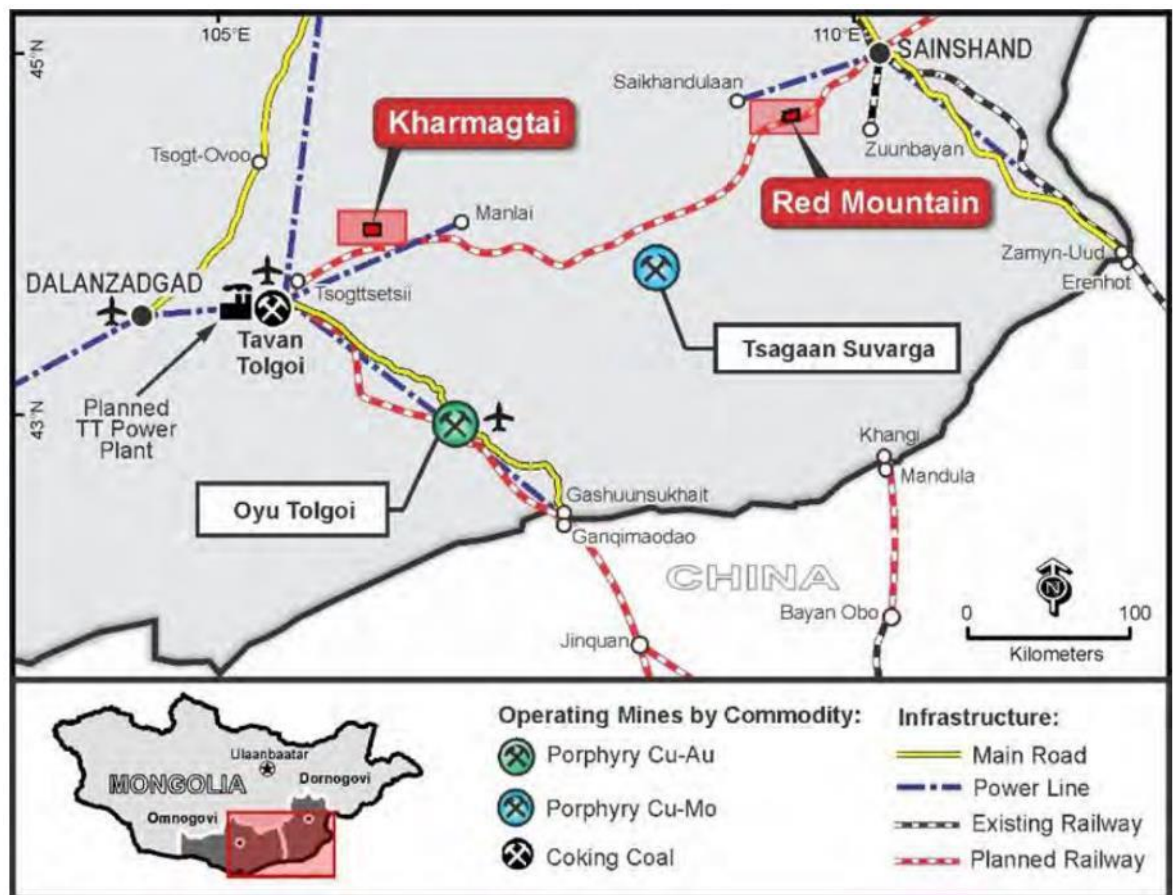 105°E
110°E
45°N
43°N
SAINSHAND
Saikhandulaan
Kharmagtai
Tsogt-Ovoo
Zuunbayan
Red Mountain
Manlai
Zamyn-Uud
Erenhot
DALANZADGAD
Tsogttsetsii
Tavan
Tolgoi
Tsagaan Suvarga
Planned
TT Power
Plant
Khangi
Mandula
Oyu Tolgoi
Gashuunsukhait
Ganqimaodao
CHINA
N
Bayan Obo
0 100
Kilometers
Jinquan
Ulaanbaatar
MONGOLIA
Dornogovi
Omnogovi
Operating Mines by Commodity:
Porphyry Cu-Au
Porphyry Cu-Mo
Coking Coal
Infrastructure:
Main Road
Power Line
Existing Railway
Planned Railway